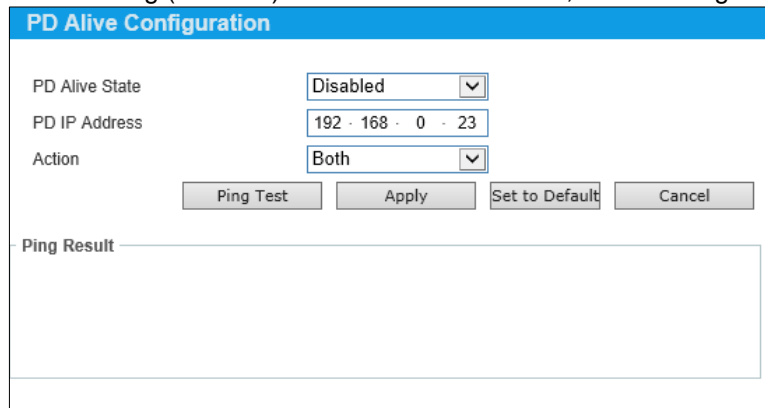 PD Alive Configuration
PD Alive State Disabled
PD IP Address 192 . 168 . 0 . 23
Action Both
Ping Test Apply Set to Default Cancel
Ping Result